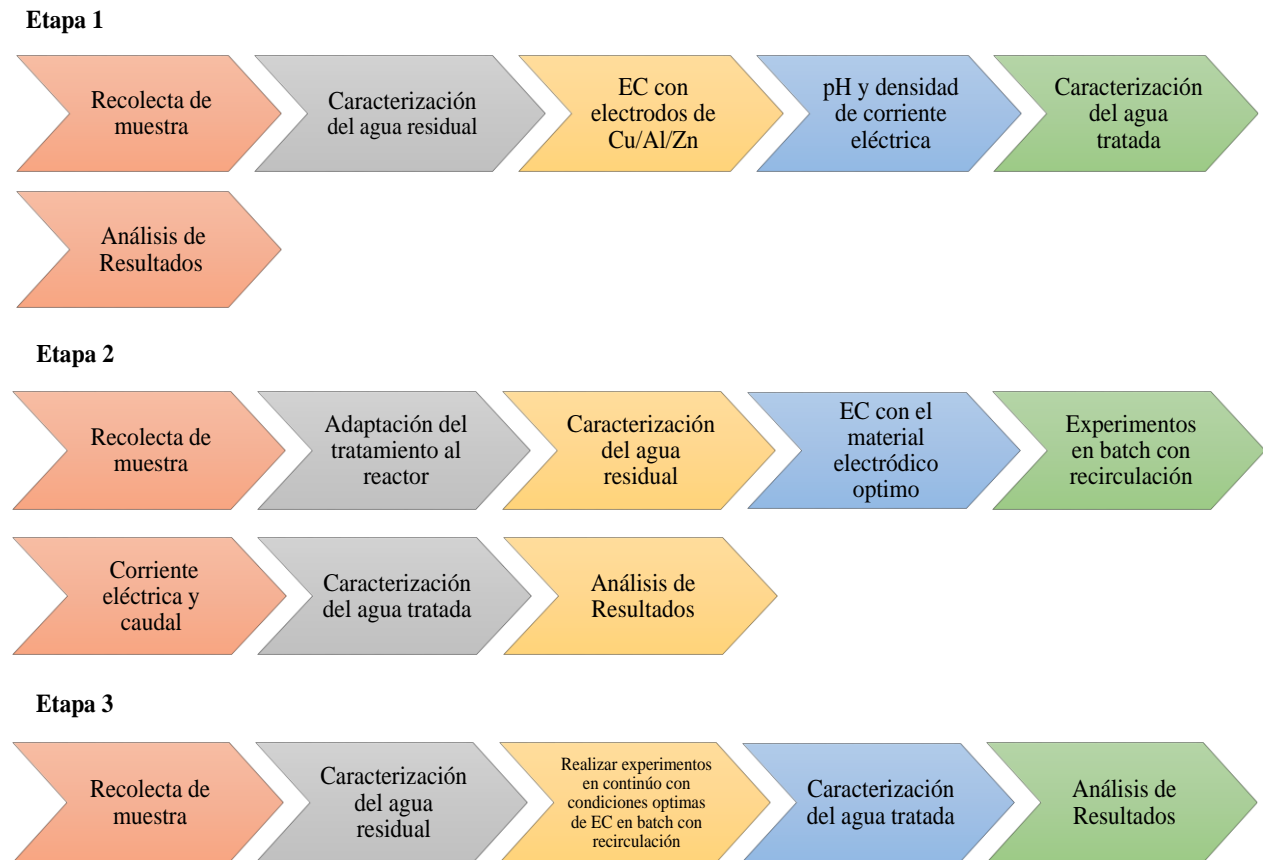 Etapa 1
Recolecta de
muestra
Caracterización
del agua residual
EC con
electrodos de
Cu/Al/Zn
pH y densidad
de corriente
eléctrica
Caracterización
del agua
tratada
Análisis de
Resultados
Etapa 2
Recolecta de
muestra
Adaptación del
tratamiento al
reactor
Caracterización
del agua
residual
EC con el
material
electródico
optimo
Experimentos
en batch con
recirculación
Corriente
eléctrica y
caudal
Caracterización
del agua tratada
Análisis de
Resultados
Etapa 3
Recolecta de
muestra
Caracterización
del agua
residual
Realizar experimentos
en continúo con
condiciones optimas
de EC en batch con
recirculación
Caracterización
del agua tratada
Análisis de
Resultados